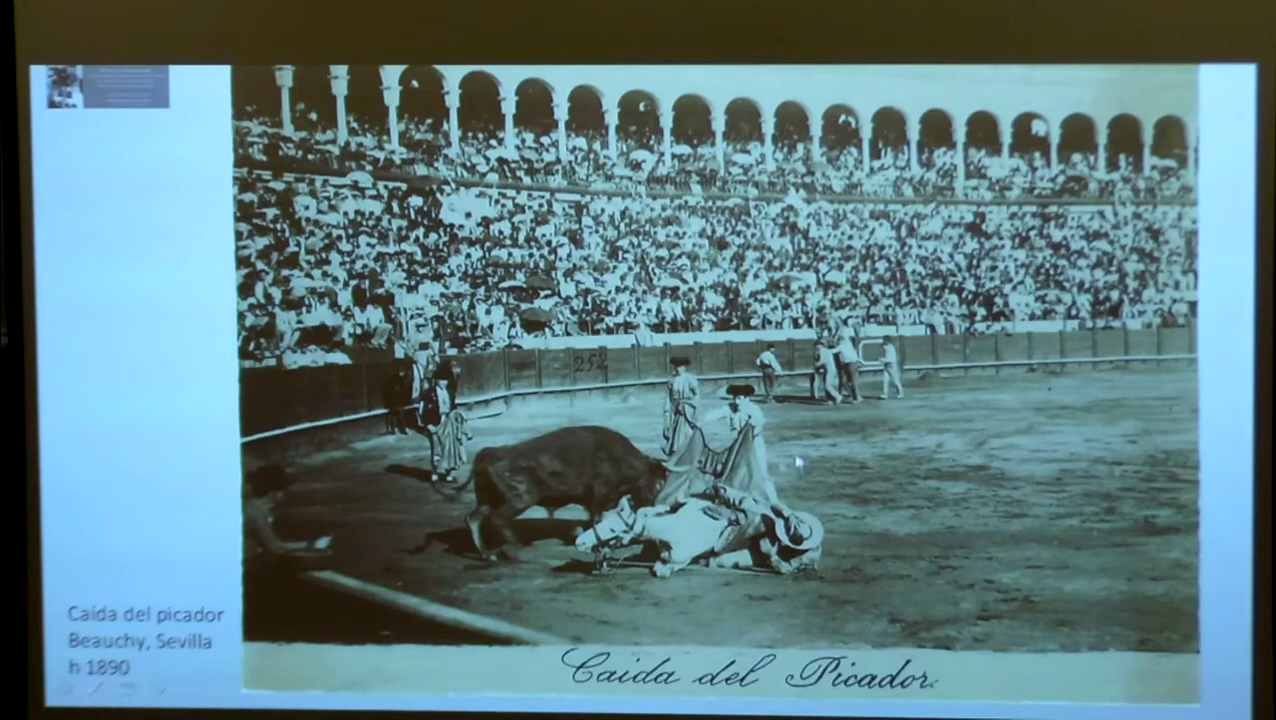 252
Caida del Picador.
Caída del picador
Beauchy, Sevilla
h 1890